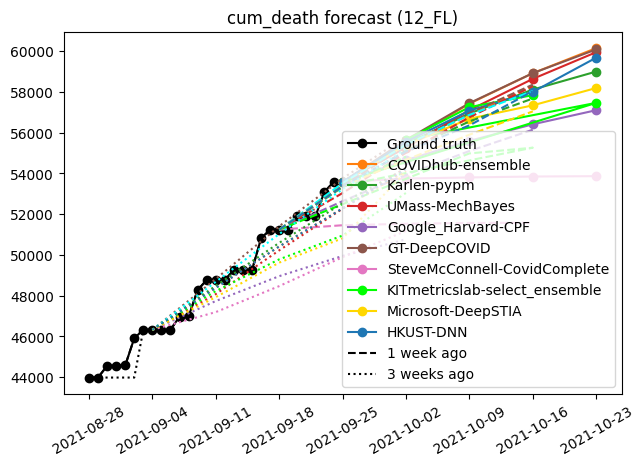 cum_death forecast (12_FL)
60000
58000
56000
54000
52000
50000
48000
46000
44000
Ground truth
COVIDhub-ensemble
Karlen-pypm
UMass-MechBayes
Google_Harvard-CPF
GT-DeepCOVID
SteveMcConnell-CovidComplete
KITmetricslab-select_ensemble
Microsoft-DeepSTIA
HKUST-DNN
1 week ago
3 weeks ago
2021-08-28
2021-09-04
2021-09-11
2021-09-18
2021-09-25
2021-10-02
2021-10-09
2021-10-16
2021-10-23